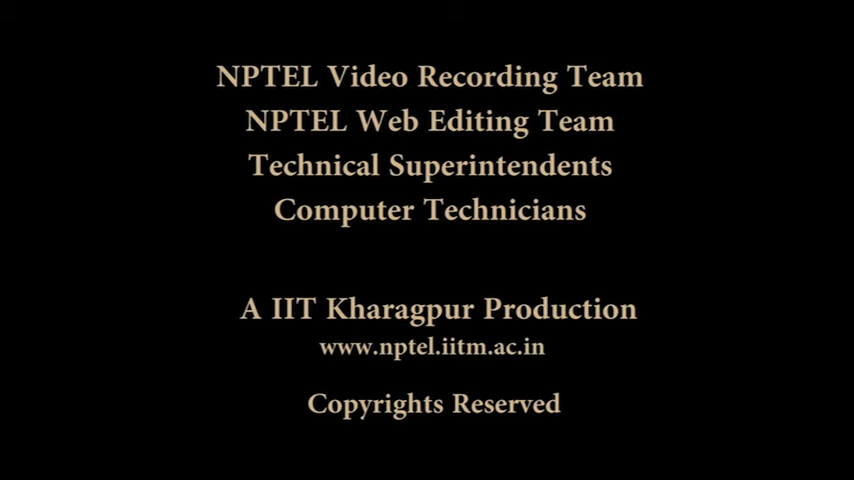 NPTEL Video Recording Team
NPTEL Web Editing Team
Technical Superintendents
Computer Technicians
A IIT Kharagpur Production
www.nptel.iitm.ac.in
Copyrights Reserved